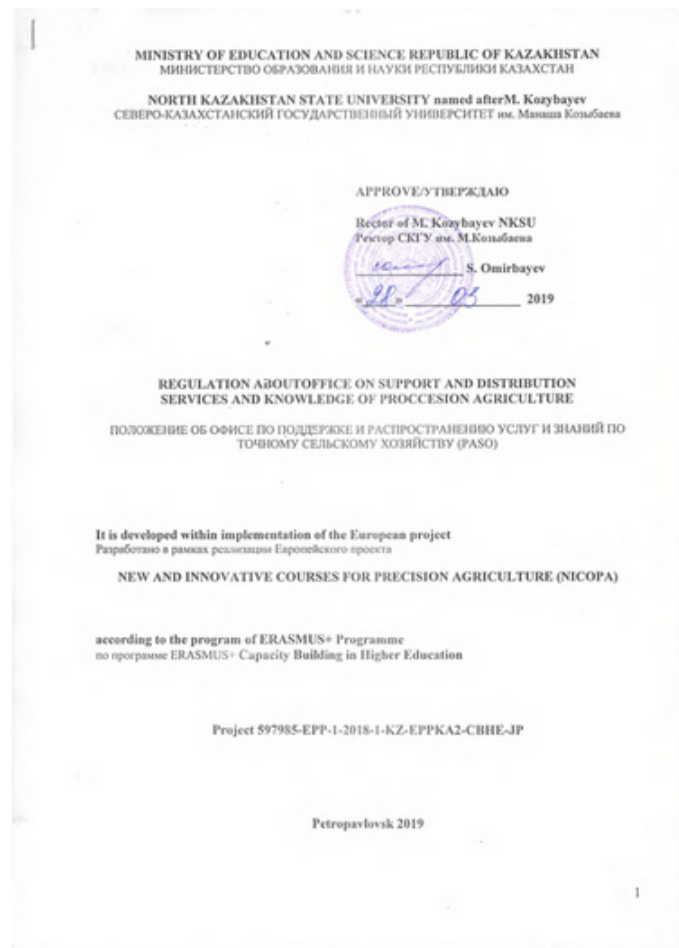 MINISTRY OF EDUCATION AND SCIENCE REPUBLIC OF KAZAKHSTAN
МИНИСТЕРСТВО ОБРАЗОВАНИЯ И НАУКИ РЕСПУБЛИКИ КАЗАХСТАН
NORTH KAZAKHSTAN STATE UNIVERSITY named afterM. Kozybayev
СЕВЕРО-КАЗАХСТАНСКИЙ ГОСУДАРСТВЕННЫЙ УНИВЕРСИТЕТ им. Манаша Козыбаева
APPROVE/УТВЕРЖДАЮ
Rector of M. Kozybayev NKSU
Ректор СКГУ им. М.Козыбаева
S. Omirbayev
« 28 » 03 2019
REGULATION ABOUTOFFICE ON SUPPORT AND DISTRIBUTION
SERVICES AND KNOWLEDGE OF PROCCESION AGRICULTURE
ПОЛОЖЕНИЕ ОБ ОФИСЕ ПО ПОДДЕРЖКЕ И РАСПРОСТРАНЕНИЮ УСЛУГ И ЗНАНИЙ ПО
ТОЧНОМУ СЕЛЬСКОМУ ХОЗЯЙСТВУ (PASO)
It is developed within implementation of the European project
Разработано в рамках реализации Европейского проекта
NEW AND INNOVATIVE COURSES FOR PRECISION AGRICULTURE (NICOPA)
according to the program of ERASMUS+ Programme
по программе ERASMUS+ Capacity Building in Higher Education
Project 597985-EPP-1-2018-1-KZ-EPPKA2-CBHE-JP
Petropavlovsk 2019
1